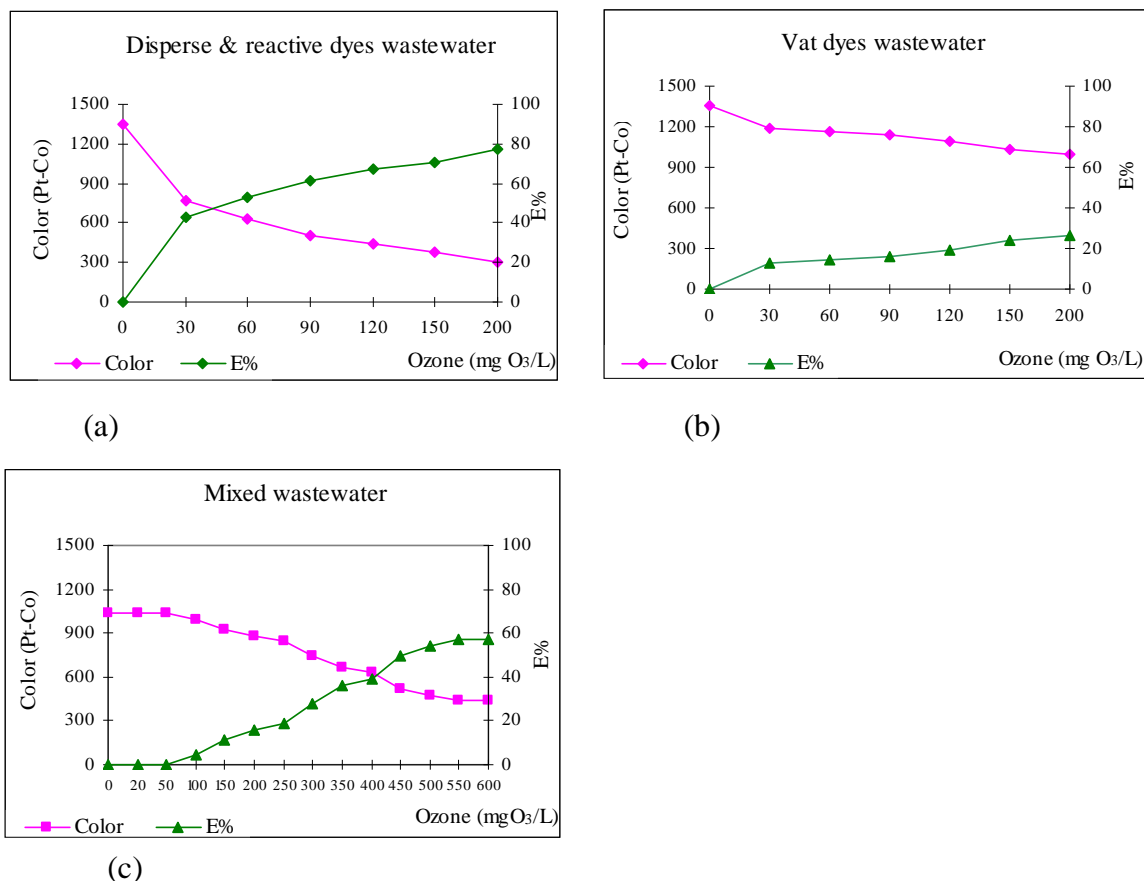 Disperse & reactive dyes wastewater
Color (Pt-Co)
1500
1200
900
600
300
0
100
80
60
40
20
0
E%
0 30 60 90 120 150 200
Color E% Ozone (mg O3/L)
(a)
Vat dyes wastewater
Color (Pt-Co)
1500
1200
900
600
300
0
100
80
60
40
20
0
E%
0 30 60 90 120 150 200
Color E% Ozone (mg O3/L)
(b)
Mixed wastewater
Color (Pt-Co)
1500
1200
900
600
300
0
100
80
60
40
20
0
E%
0 20 50 100 150 200 250 300 350 400 450 500 550 600
Color E% Ozone (mgO3/L)
(c)